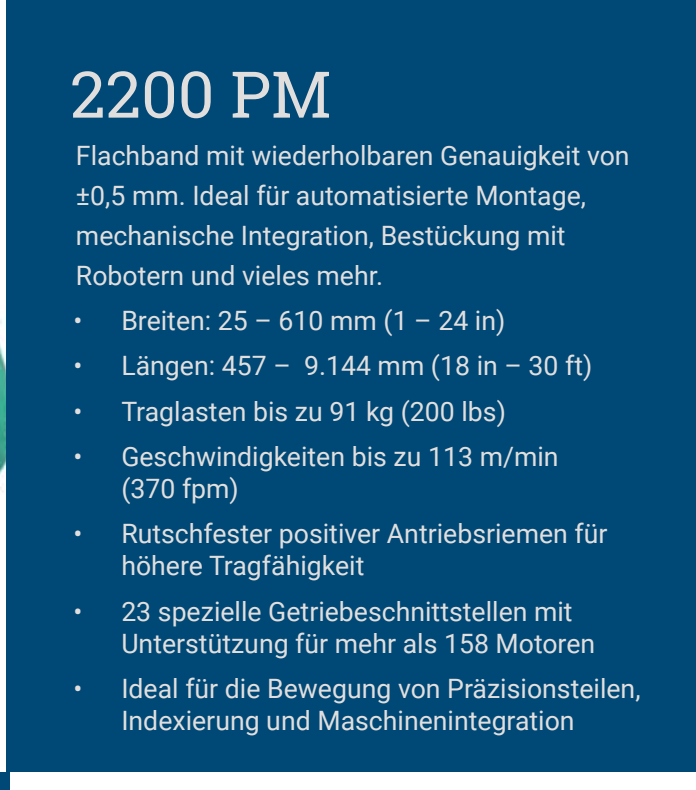 2200 PM
Flachband mit wiederholbaren Genauigkeit von
±0,5 mm. Ideal für automatisierte Montage,
mechanische Integration, Bestückung mit
Robotern und vieles mehr.
• Breiten: 25 – 610 mm (1 – 24 in)
• Längen: 457 –  9.144 mm (18 in – 30 ft)
• Traglasten bis zu 91 kg (200 lbs)
• Geschwindigkeiten bis zu 113 m/min
(370 fpm)
• Rutschfester positiver Antriebsriemen für
höhere Tragfähigkeit
• 23 spezielle Getriebeschnittstellen mit
Unterstützung für mehr als 158 Motoren
• Ideal für die Bewegung von Präzisionsteilen,
Indexierung und Maschinenintegration